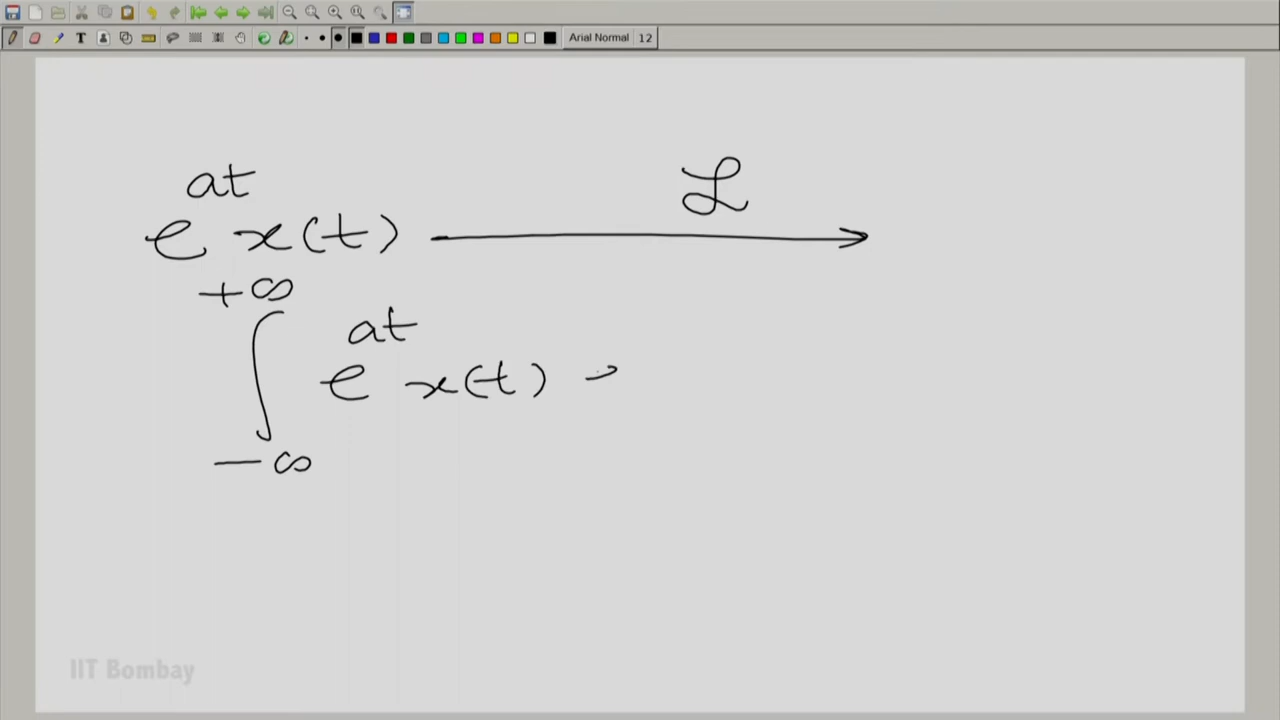 Arial Normal 12
at
e x(t) ⟶ ℒ
+∞
∫ at
e x(t)
-∞
IIT Bombay